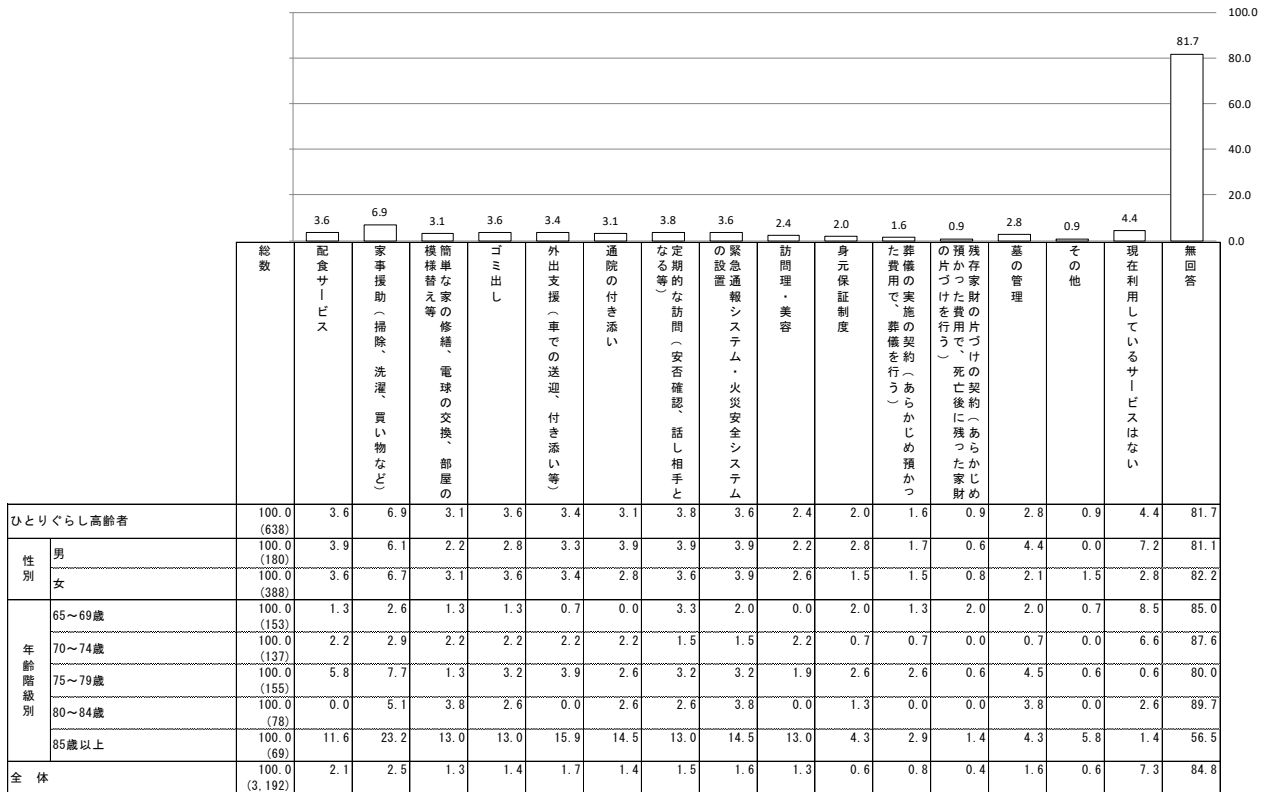 100.0
80.0
60.0
40.0
20.0
0.0
3.6 6.9 3.1 3.6 3.4 3.1 3.8 3.6 2.4 2.0 1.6 0.9 2.8 0.9 4.4 81.7
総数
配食サービス
家事援助（掃除、洗濯、買い物など）
簡単な家の修繕、電球の交換、部屋の
模様替え等
ゴミ出し
外出支援（車での送迎、付き添い等）
通院の付き添い
定期的な訪問（安否確認、話し相手と
なる等）
緊急通報システム・火災安全システム
の設置
訪問理・美容
身元保証制度
葬儀の実施の契約（あらかじめ預かっ
た費用で、葬儀を行う）
残存家財の片づけの契約（あらかじめ
預かった費用で、死亡後に残った家財
の片づけを行う）
墓の管理
その他
現在利用しているサービスはない
無回答
ひとりぐらし高齢者 100.0 3.6 6.9 3.1 3.6 3.4 3.1 3.8 3.6 2.4 2.0 1.6 0.9 2.8 0.9 4.4 81.7
(638)
性別
男 100.0 3.9 6.1 2.2 2.8 3.3 3.9 3.9 3.9 2.2 2.8 1.7 0.6 4.4 0.0 7.2 81.1
(180)
女 100.0 3.6 6.7 3.1 3.6 3.4 2.8 3.6 3.9 2.6 1.5 1.5 0.8 2.1 1.5 2.8 82.2
(388)
年齢階級別
65～69歳 100.0 1.3 2.6 1.3 1.3 0.7 0.0 3.3 2.0 0.0 2.0 1.3 2.0 2.0 0.7 8.5 85.0
(153)
70～74歳 100.0 2.2 2.9 2.2 2.2 2.2 2.2 1.5 1.5 2.2 0.7 0.7 0.0 0.7 0.0 6.6 87.6
(137)
75～79歳 100.0 5.8 7.7 1.3 3.2 3.9 2.6 3.2 3.2 1.9 2.6 2.6 0.6 4.5 0.6 0.6 80.0
(155)
80～84歳 100.0 0.0 5.1 3.8 2.6 0.0 2.6 2.6 3.8 0.0 1.3 0.0 0.0 3.8 0.0 2.6 89.7
(78)
85歳以上 100.0 11.6 23.2 13.0 13.0 15.9 14.5 13.0 14.5 13.0 4.3 2.9 1.4 4.3 5.8 1.4 56.5
(69)
全 体 100.0 2.1 2.5 1.3 1.4 1.7 1.4 1.5 1.6 1.3 0.6 0.8 0.4 1.6 0.6 7.3 84.8
(3,192)